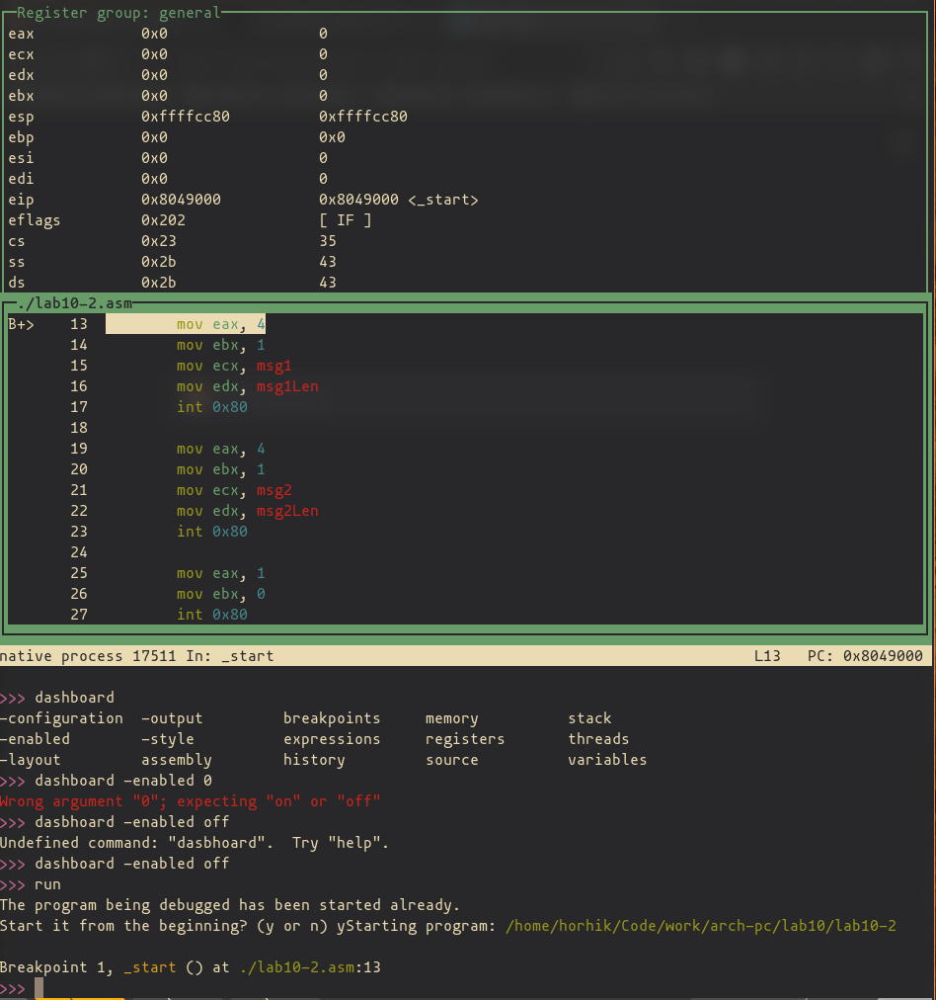 Register group: general
eax 0x0 0
ecx 0x0 0
edx 0x0 0
ebx 0x0 0
esp 0xffffcc80 0xffffcc80
ebp 0x0 0x0
esi 0x0 0
edi 0x0 0
eip 0x8049000 0x8049000 <_start>
eflags 0x202 [ IF ]
cs 0x23 35
ss 0x2b 43
ds 0x2b 43
./lab10-2.asm
B+> 13 mov eax, 4
14 mov ebx, 1
15 mov ecx, msg1
16 mov edx, msg1Len
17 int 0x80
18
19 mov eax, 4
20 mov ebx, 1
21 mov ecx, msg2
22 mov edx, msg2Len
23 int 0x80
24
25 mov eax, 1
26 mov ebx, 0
27 int 0x80
native process 17511 In: _start L13 PC: 0x8049000
>>> dashboard
-configuration -output breakpoints memory stack
-enabled -style expressions registers threads
-layout assembly history source variables
>>> dashboard -enabled 0
Wrong argument "0"; expecting "on" or "off"
>>> dasbhoard -enabled off
Undefined command: "dasbhoard". Try "help".
>>> dashboard -enabled off
>>> run
The program being debugged has been started already.
Start it from the beginning? (y or n) yStarting program: /home/horhik/Code/work/arch-pc/lab10/lab10-2
Breakpoint 1, _start () at ./lab10-2.asm:13
>>>